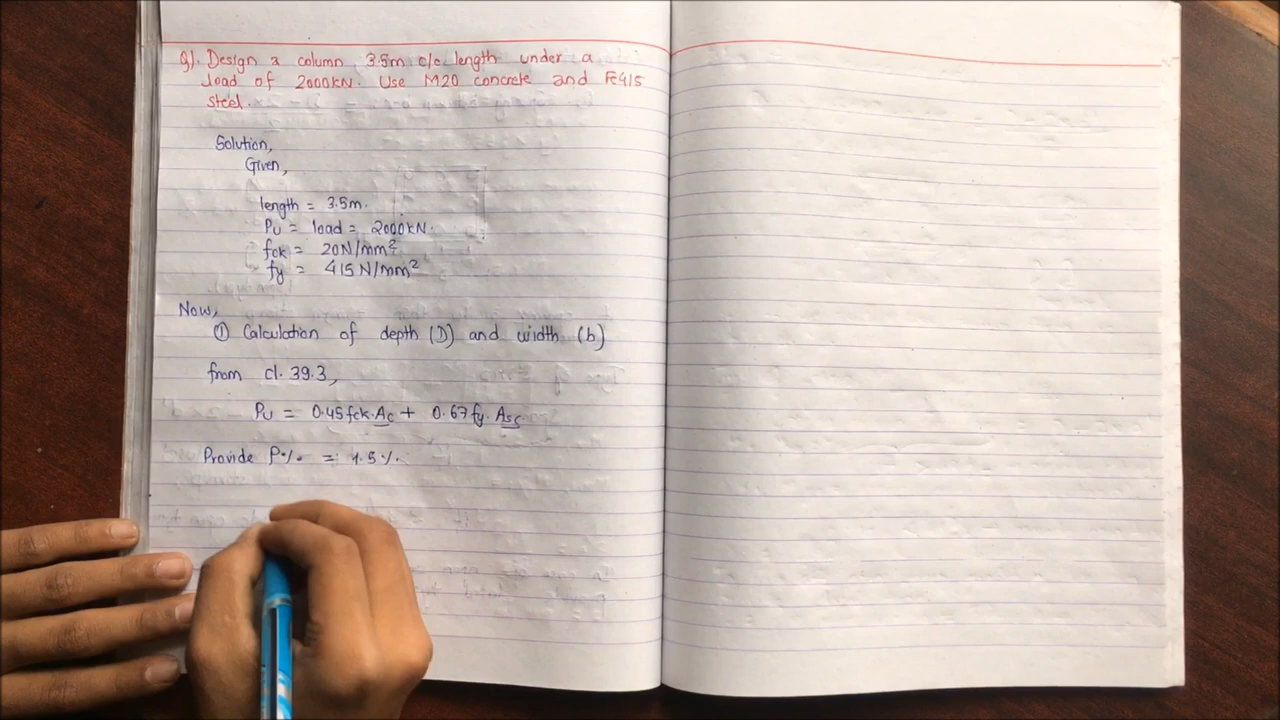 Q1. Design a column 3.5m c/c length under a
load of 2000kN. Use M20 concrete and Fe415
steel.
Solution,
Given,
length = 3.5m.
Pu = load = 2000kN.
fck = 20N/mm²
fy = 415N/mm²
Now,
① Calculation of depth (D) and width (b)
from cl. 39.3,
Pu = 0.45fck.Ac + 0.67fy.Asc
Provide P% = 1.5%.